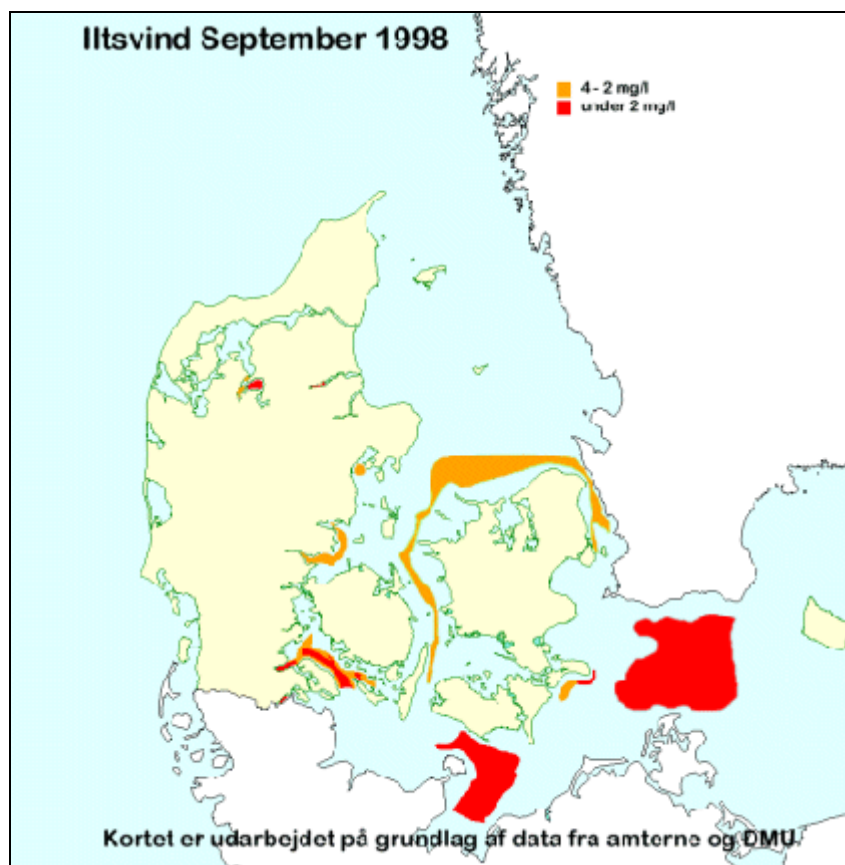 Iltsvind September 1998
4 - 2 mg/l
under 2 mg/l
Kortet er udarbejdet på grundlag af data fra amterne og DMU.